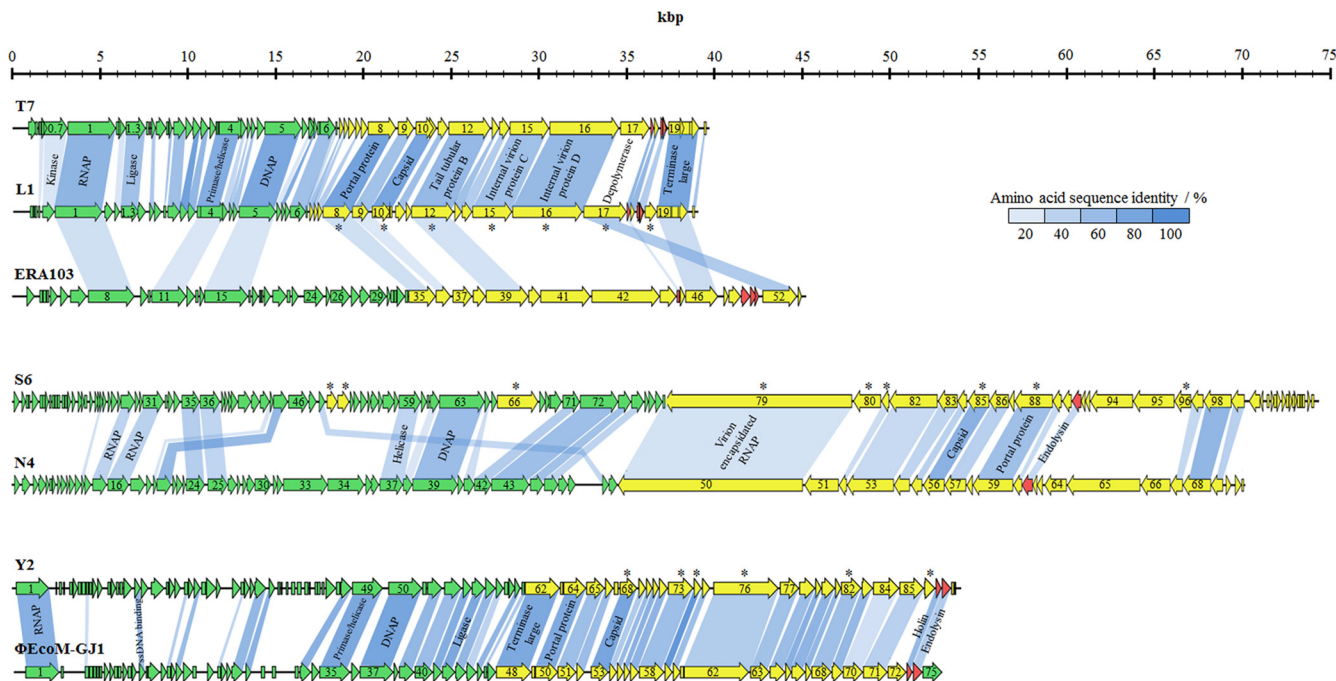 kbp
0 5 10 15 20 25 30 35 40 45 50 55 60 65 70 75
T7
0.7 1 1.3 4 5 6 8 9 10 12 15 16 17 19
Kinase RNAP Ligase Primase/helicase DNAP Portal protein Capsid Tail tubular protein B Internal virion protein C Internal virion protein D Depolymerase Terminase large
L1
1 1.3 4 5 6 8 9 10 12 15 16 17 19
* * * * * * *
Amino acid sequence identity / %
20 40 60 80 100
ERA103
8 11 15 24 26 29 35 37 39 41 42 46 52
S6
* * * * * * * * *
31 35 36 46 59 63 66 71 72 79 80 82 83 85 86 88 94 95 96 98
RNAP RNAP Helicase DNAP Virion encapsidated RNAP Capsid Portal protein Endolysin
N4
16 24 25 30 33 34 37 39 42 43 50 51 53 56 57 59 64 65 66 68
Y2
* * * * * *
1 49 50 62 64 65 68 73 76 77 82 84 85
RNAP ssDNA binding Primase/helicase DNAP Ligase Terminase large Portal protein Capsid Holin Endolysin
ΦEcoM-GJ1
1 35 37 40 48 50 51 53 58 62 63 68 70 71 72 75